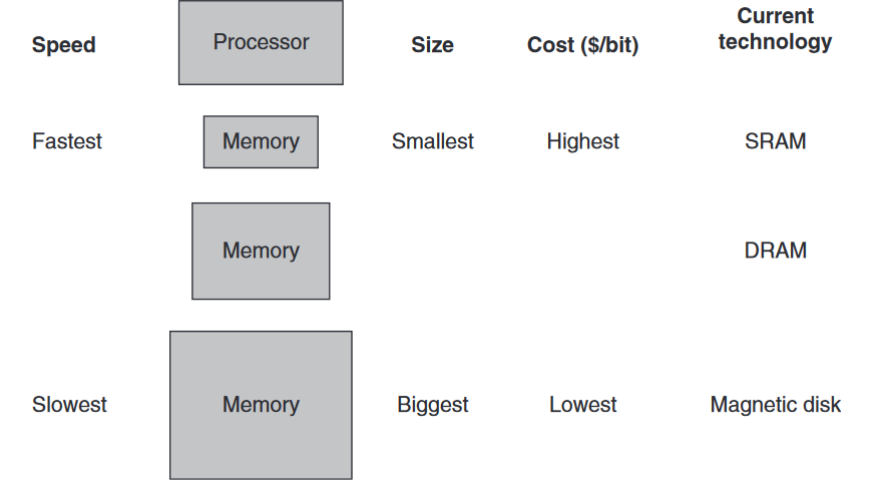 Speed Processor Size Cost ($/bit) Current technology
Fastest Memory Smallest Highest SRAM
Memory DRAM
Slowest Memory Biggest Lowest Magnetic disk